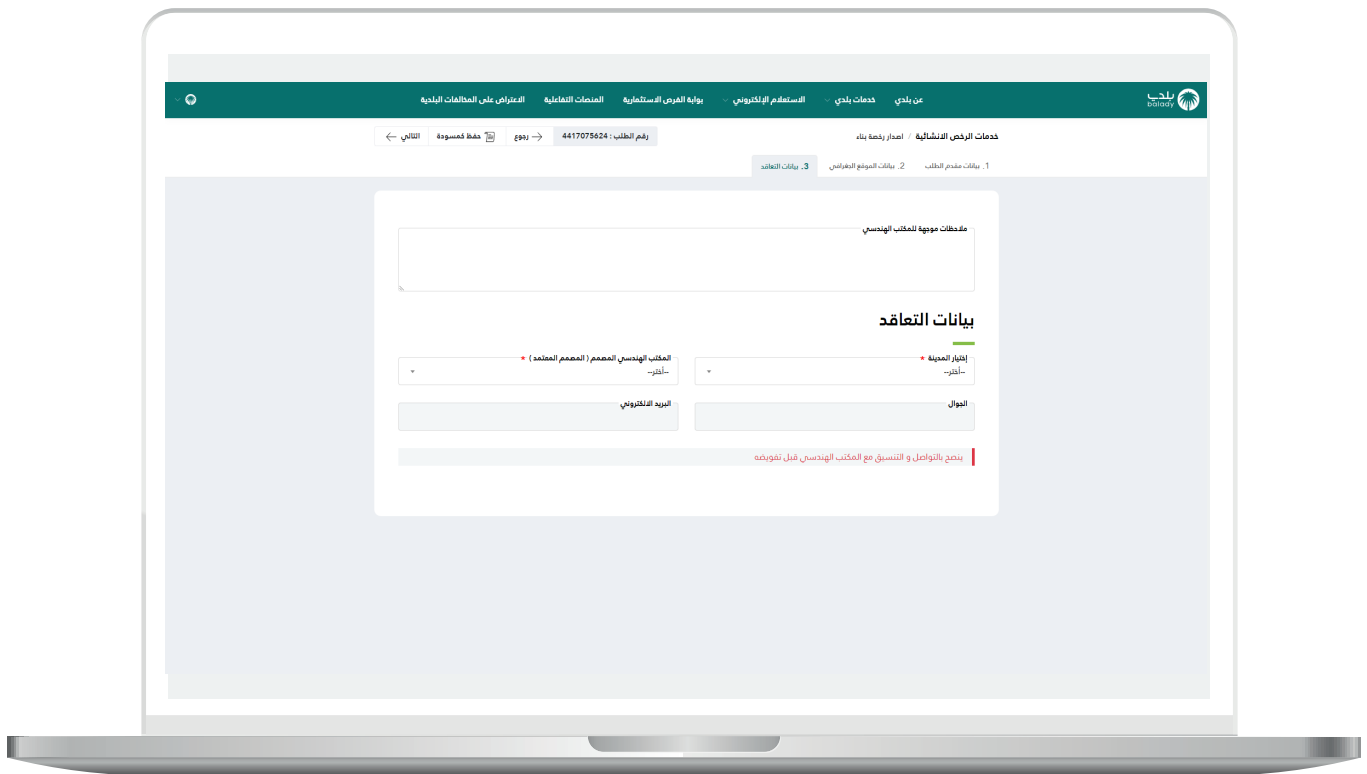 بلدي
balady
عن بلدي خدمات بلدي الاستعلام الإلكتروني بوابة الفرص الاستثمارية المنصات التفاعلية الاعتراض على المخالفات البلدية
خدمات الرخص الانشائية / اصدار رخصة بناء
رقم الطلب : 4417075624 رجوع حفظ كمسودة التالي
1. بيانات مقدم الطلب 2. بيانات الموقع الجغرافي 3. بيانات التعاقد
ملاحظات موجهة للمكتب الهندسي
بيانات التعاقد
إختيار المدينة * المكتب الهندسي المصمم ( المصمم المعتمد ) *
--أختر-- --أختر--
الجوال البريد الالكتروني
ينصح بالتواصل و التنسيق مع المكتب الهندسي قبل تفويضه